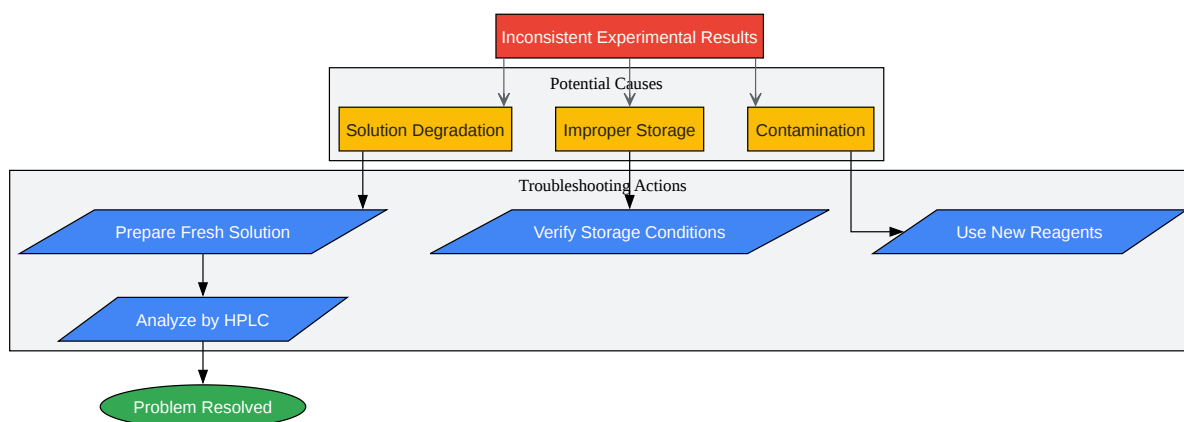 Inconsistent Experimental Results
Potential Causes
Solution Degradation
Improper Storage
Contamination
Troubleshooting Actions
Prepare Fresh Solution
Verify Storage Conditions
Use New Reagents
Analyze by HPLC
Problem Resolved